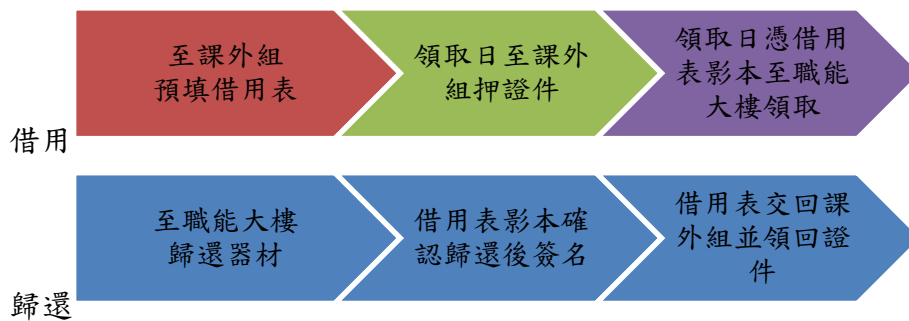 至課外組
預填借用表
領取日至課外
組押證件
領取日憑借用
表影本至職能
大樓領取
借用
至職能大樓
歸還器材
借用表影本確
認歸還後簽名
借用表交回課
外組並領回證
件
歸還